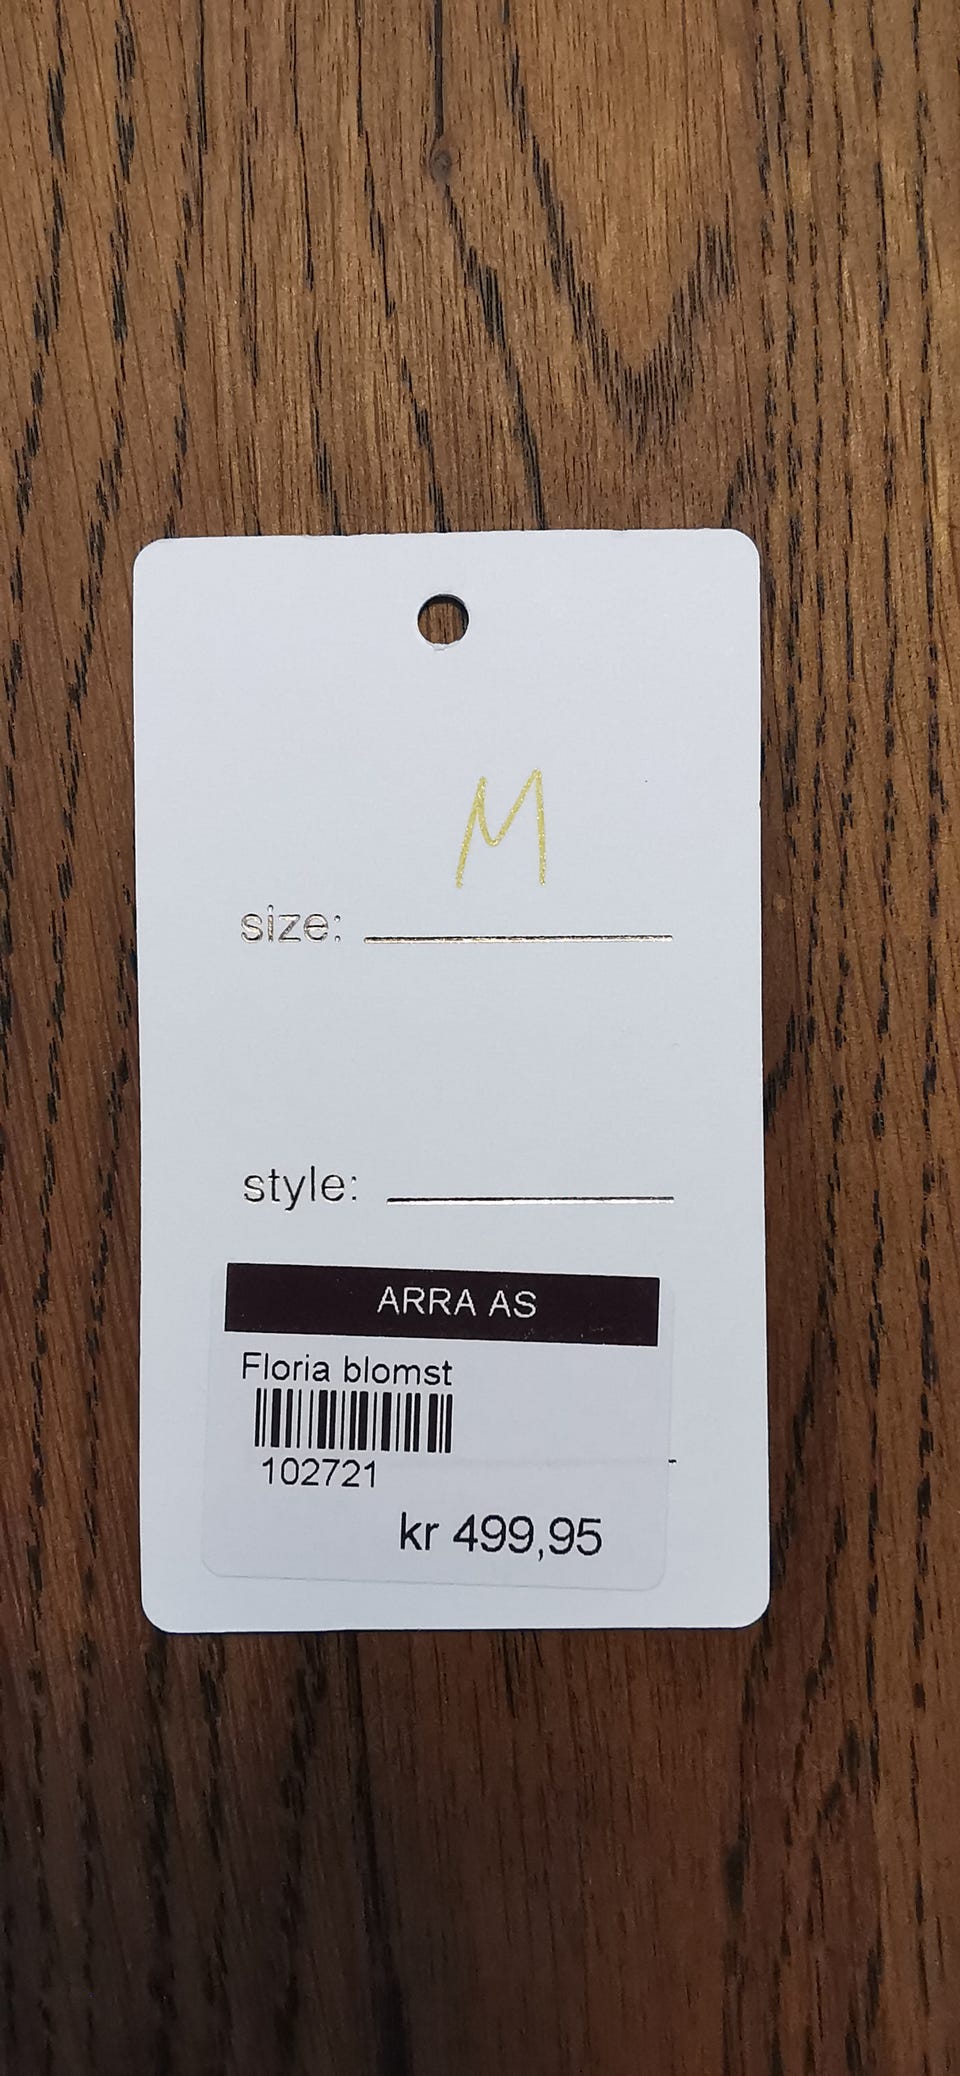 M
size:
style:
ARRA AS
Floria blomst
102721
kr 499,95